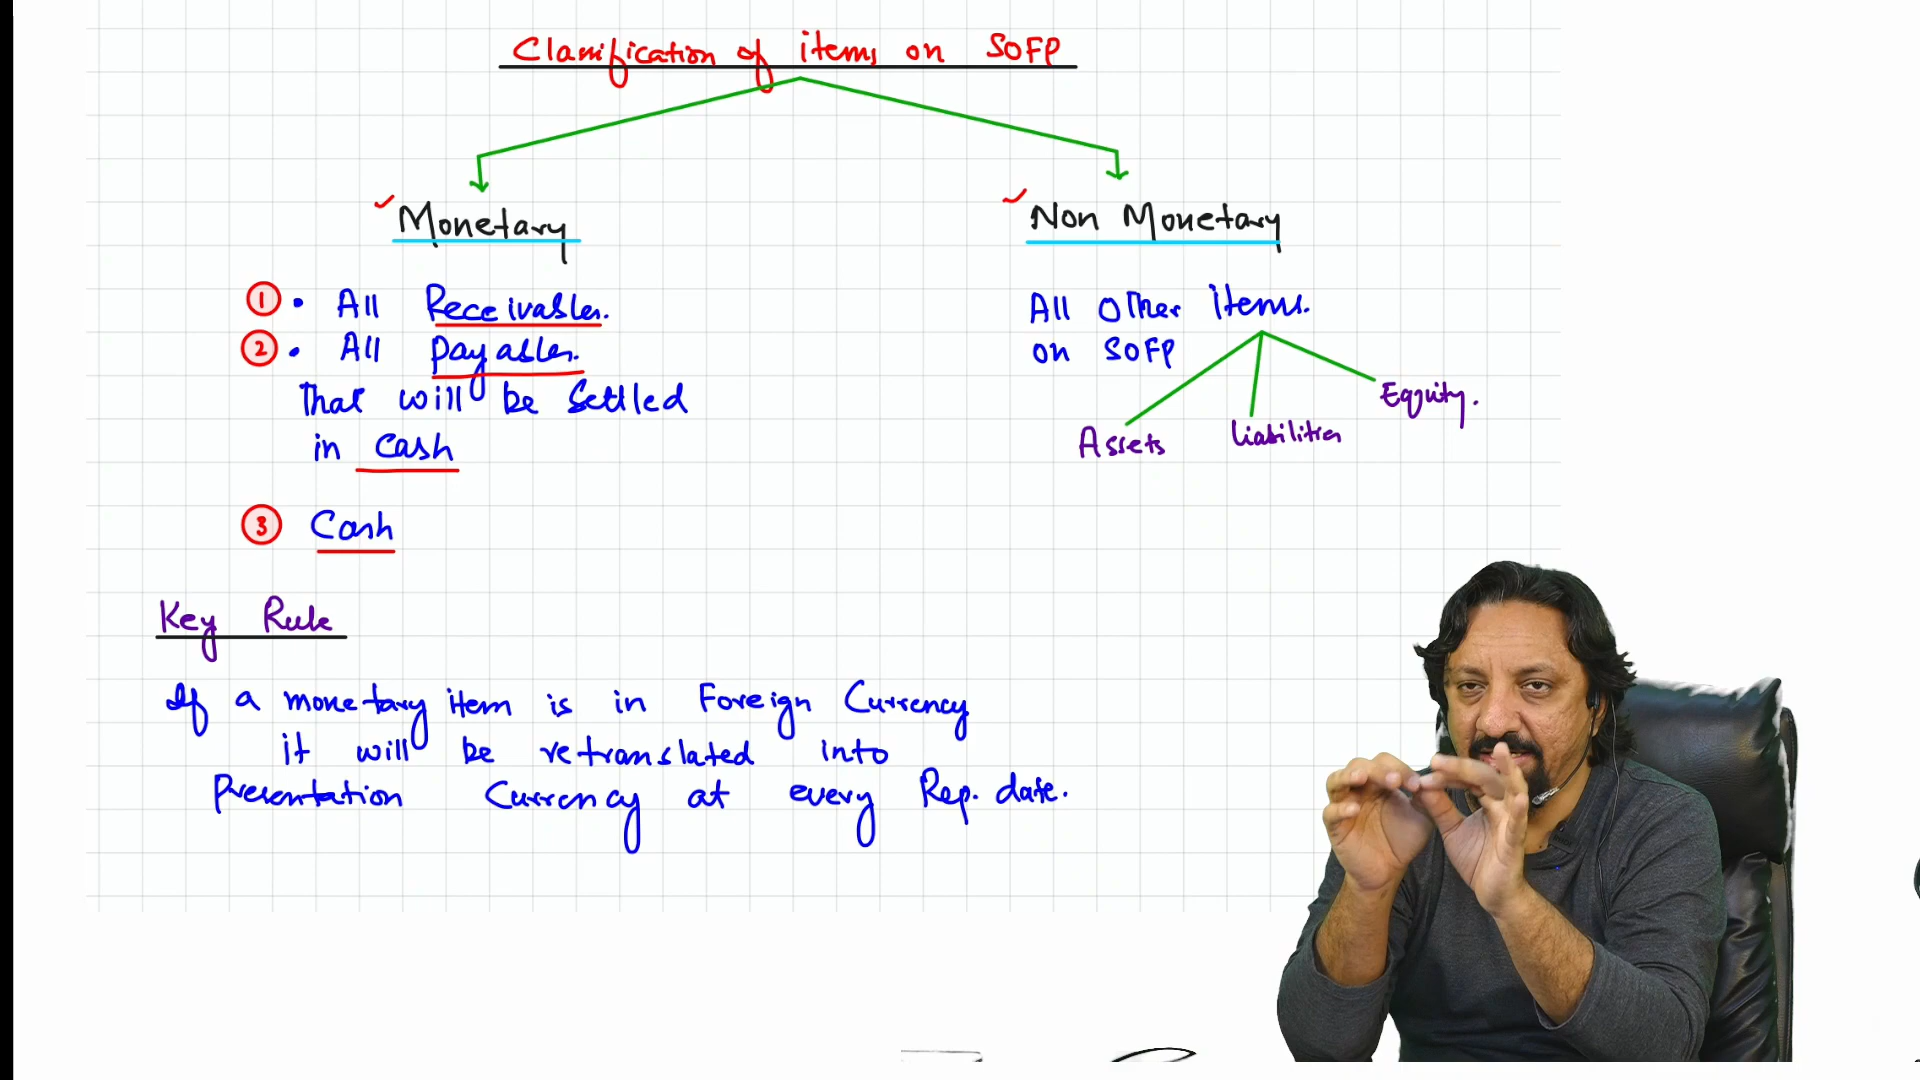 Classification of items on SOFP
Monetary
Non Monetary
① • All Receivables.
② • All payables.
that will be settled
in cash
③ Cash
All other items.
on SOFP
Assets
Liabilities
Equity.
Key Rule
If a monetary item is in Foreign Currency
it will be retranslated into
Presentation Currency at every Rep. date.